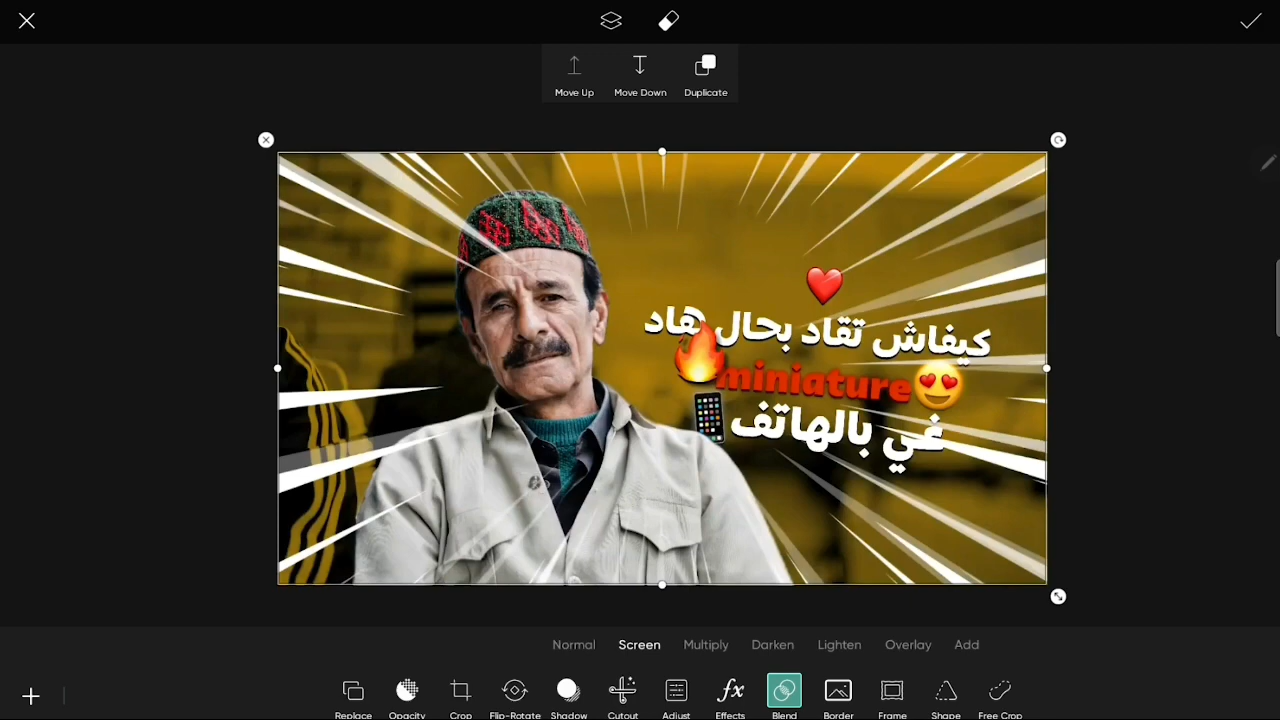 Move Up Move Down Duplicate
كيفاش تقاد بحال هاد
miniature
غي بالهاتف
Normal Screen Multiply Darken Lighten Overlay Add
Replace Opacity Crop Flip-Rotate Shadow Cutout Adjust Effects Blend Border Frame Shape Free Crop